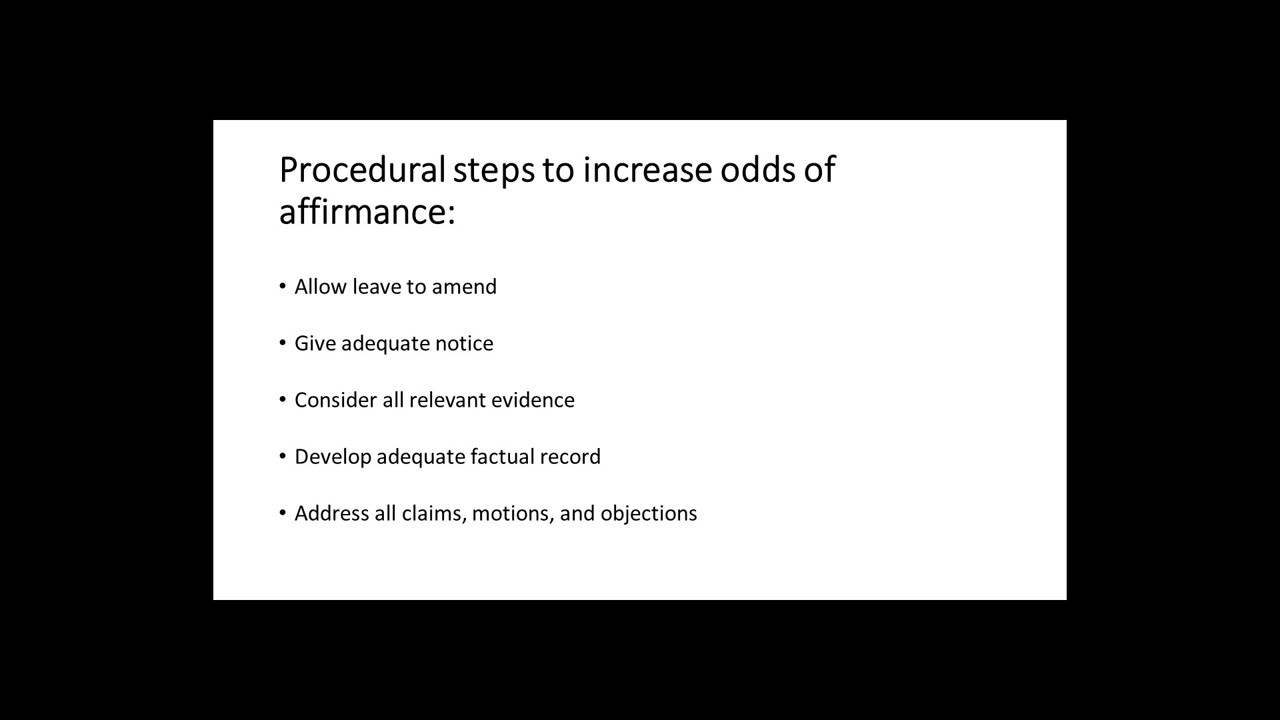 Procedural steps to increase odds of
affirmance:
• Allow leave to amend
• Give adequate notice
• Consider all relevant evidence
• Develop adequate factual record
• Address all claims, motions, and objections